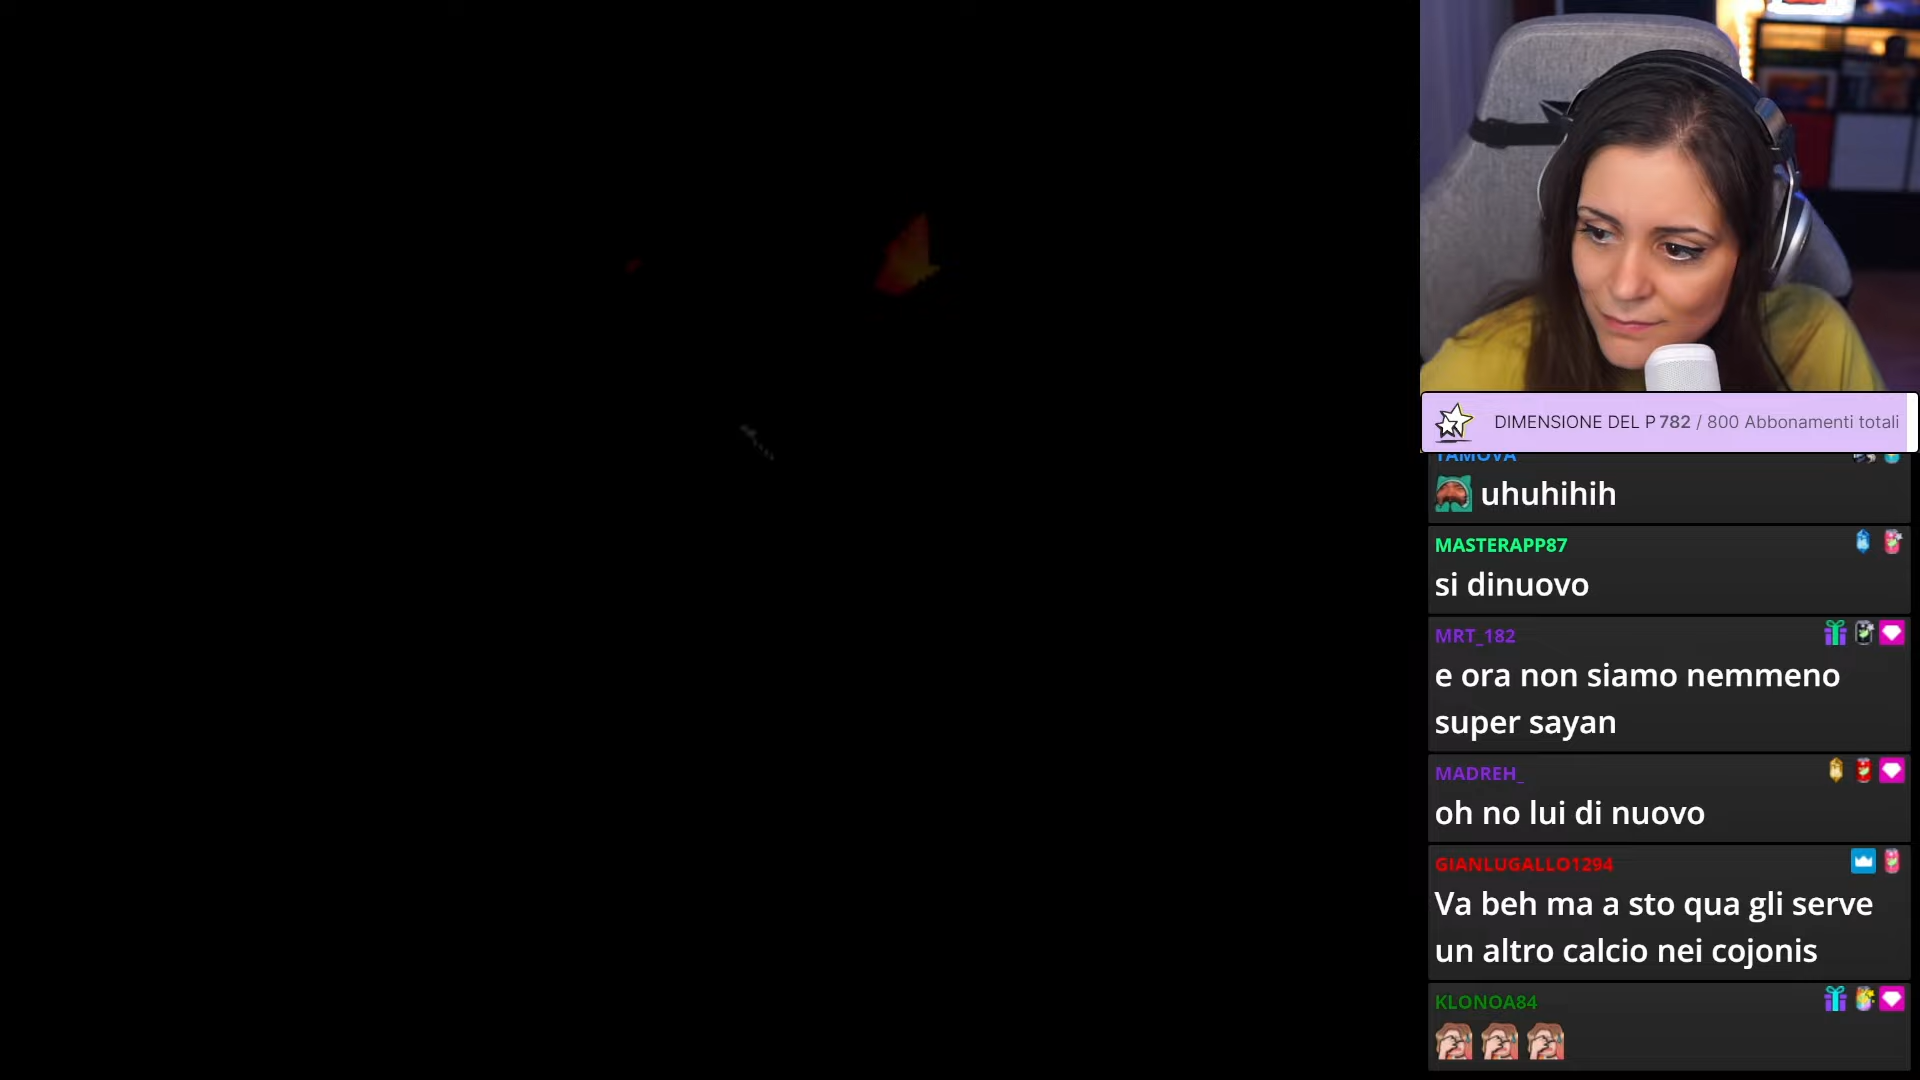 DIMENSIONE DEL P 782 / 800 Abbonamenti totali
TAMOVA
uhuhihih
MASTERAPP87
si dinuovo
MRT_182
e ora non siamo nemmeno
super sayan
MADREH_
oh no lui di nuovo
GIANLUGALLO1294
Va beh ma a sto qua gli serve
un altro calcio nei cojonis
KLONOA84